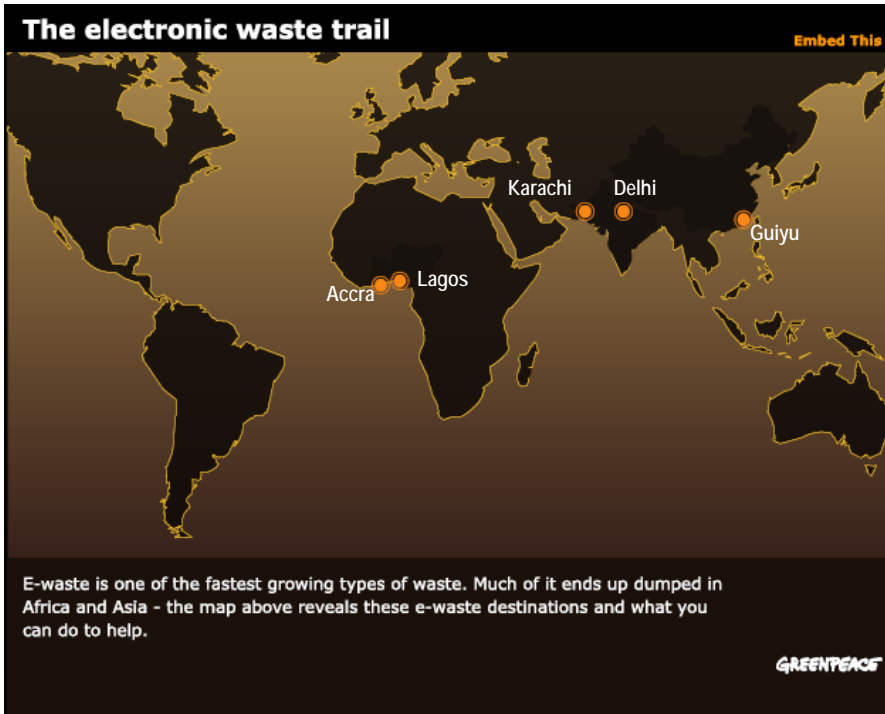 The electronic waste trail
Embed This
Karachi
Delhi
Guiyu
Lagos
Accra
E-waste is one of the fastest growing types of waste. Much of it ends up dumped in
Africa and Asia - the map above reveals these e-waste destinations and what you
can do to help.
GREENPEACE